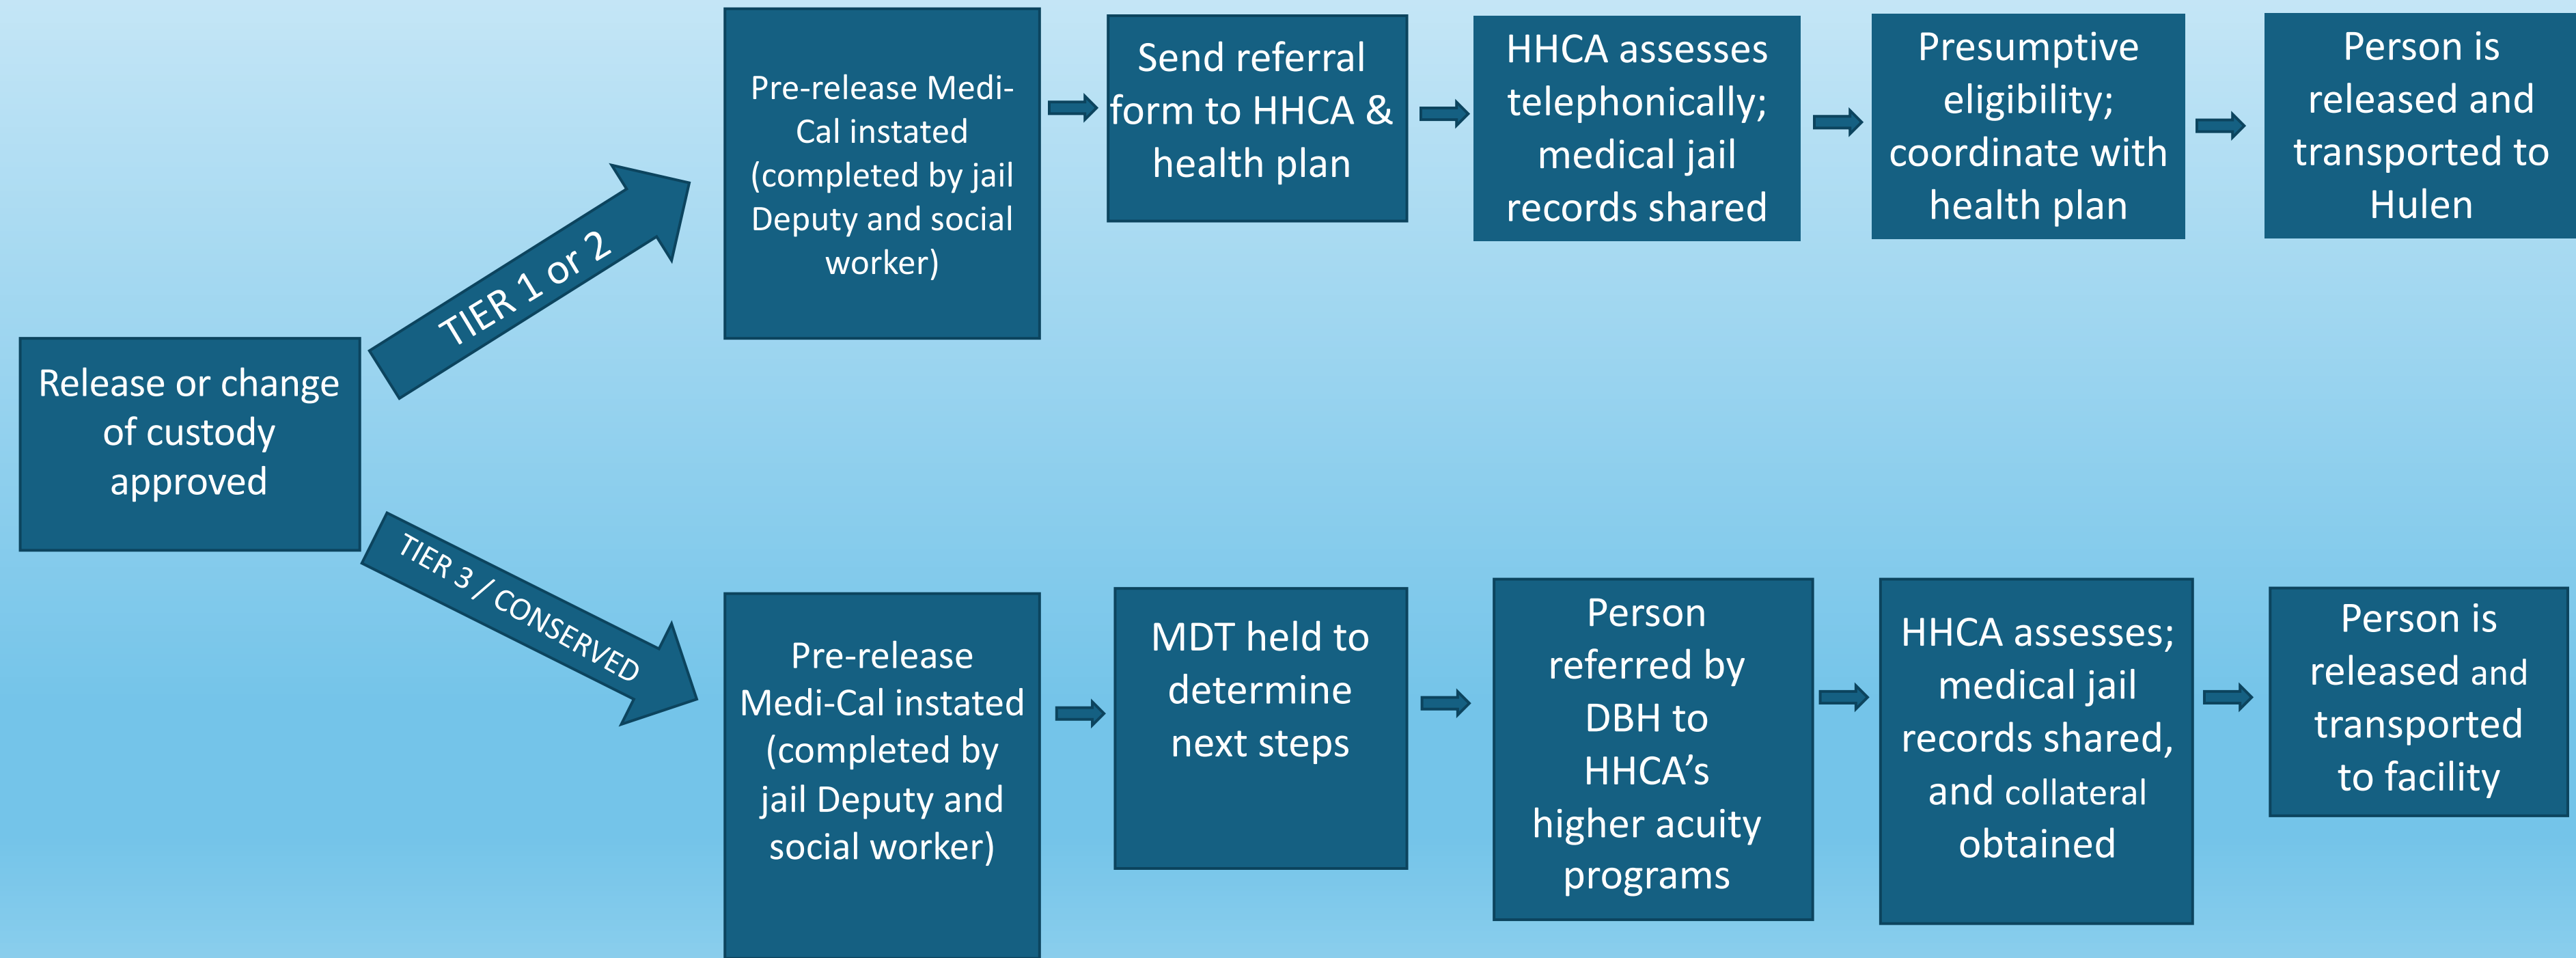 Release or change
of custody
approved
TIER 1 or 2
Pre-release Medi-
Cal instated
(completed by jail
Deputy and social
worker)
Send referral
form to HHCA &
health plan
HHCA assesses
telephonically;
medical jail
records shared
Presumptive
eligibility;
coordinate with
health plan
Person is
released and
transported to
Hulen
TIER 3 / CONSERVED
Pre-release
Medi-Cal instated
(completed by
jail Deputy and
social worker)
MDT held to
determine
next steps
Person
referred by
DBH to
HHCA’s
higher acuity
programs
HHCA assesses;
medical jail
records shared,
and collateral
obtained
Person is
released and
transported
to facility